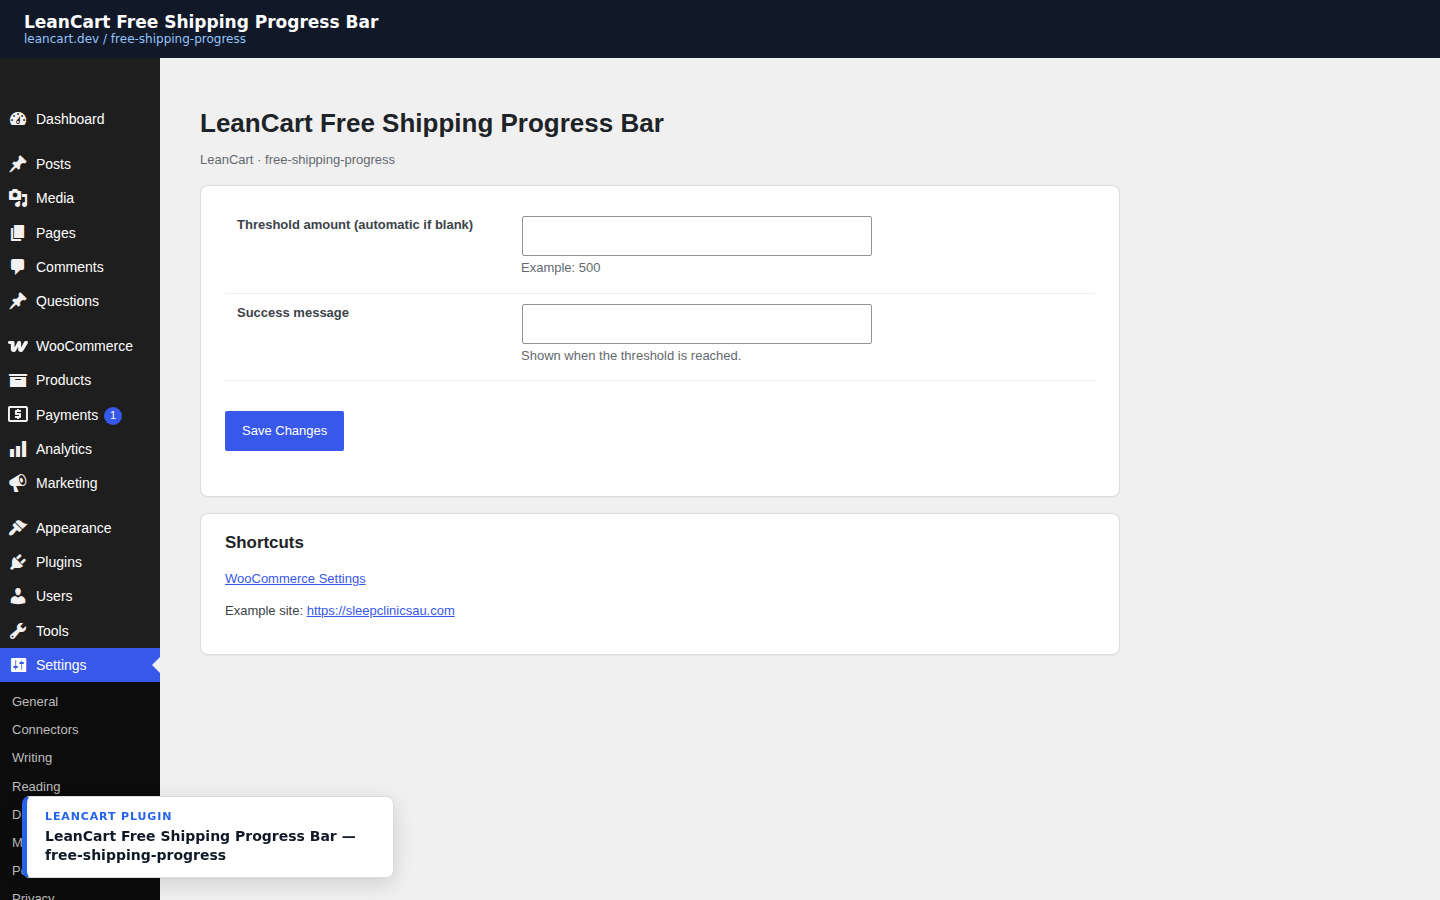 LeanCart Free Shipping Progress Bar
leancart.dev / free-shipping-progress
Dashboard
Posts
Media
Pages
Comments
Questions
WooCommerce
Products
Payments 1
Analytics
Marketing
Appearance
Plugins
Users
Tools
Settings
General
Connectors
Writing
Reading
Privacy
LeanCart Free Shipping Progress Bar
LeanCart · free-shipping-progress
Threshold amount (automatic if blank)
Example: 500
Success message
Shown when the threshold is reached.
Save Changes
Shortcuts
WooCommerce Settings
Example site: https://sleepclinicsau.com
LEANCART PLUGIN
LeanCart Free Shipping Progress Bar —
free-shipping-progress